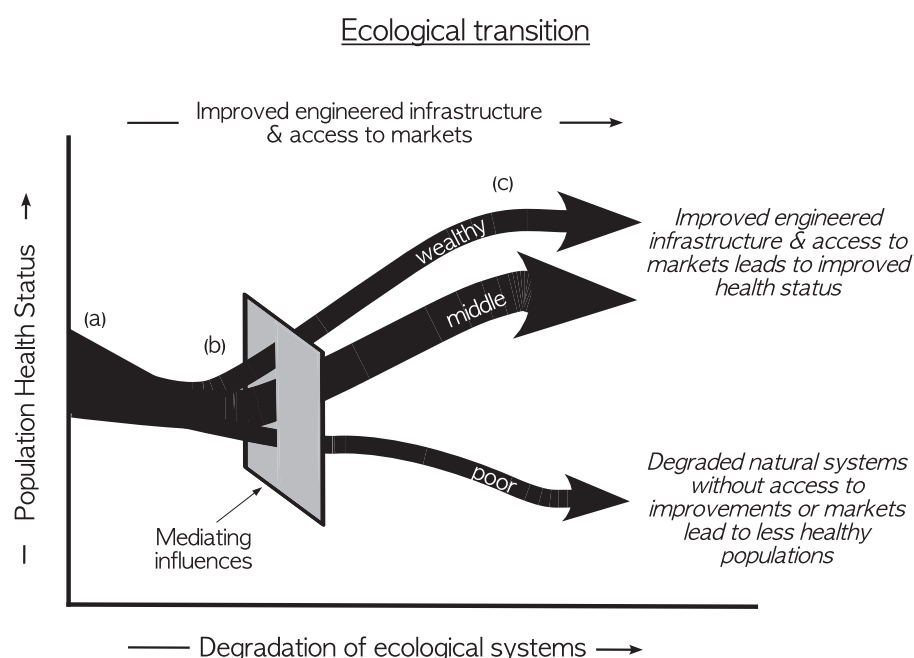 Ecological transition
Improved engineered infrastructure
& access to markets
(c)
wealthy
Improved engineered
infrastructure & access to
markets leads to improved
health status
middle
(a)
(b)
Population Health Status
poor
Degraded natural systems
without access to
improvements or markets
lead to less healthy
populations
Mediating
influences
Degradation of ecological systems